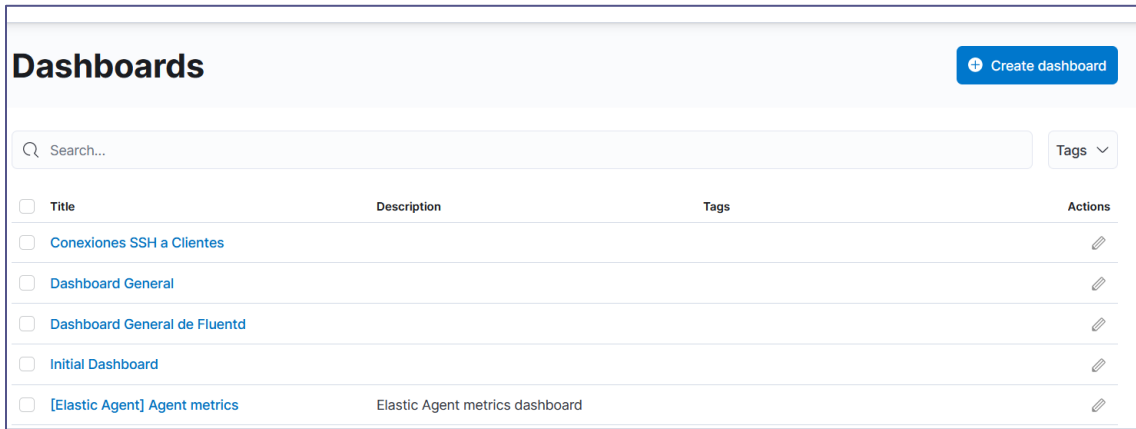 Dashboards
Create dashboard
Search...
Tags
Title Description Tags Actions
Conexiones SSH a Clientes
Dashboard General
Dashboard General de Fluentd
Initial Dashboard
[Elastic Agent] Agent metrics Elastic Agent metrics dashboard